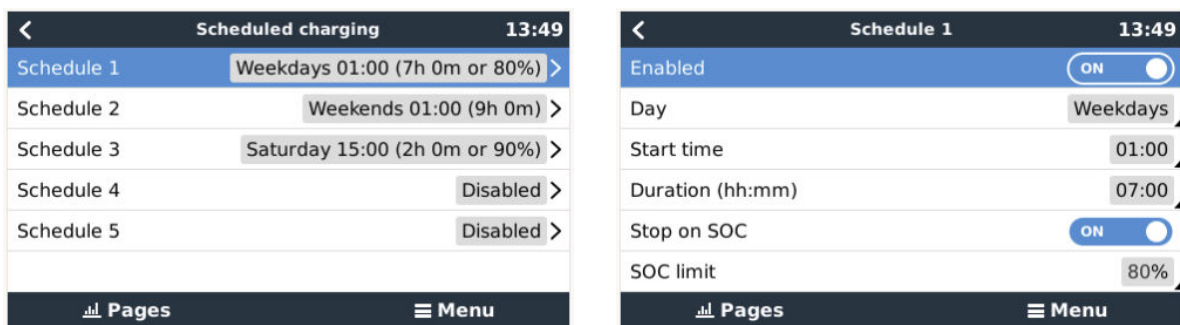 Scheduled charging 13:49
Schedule 1 Weekdays 01:00 (7h 0m or 80%)
Schedule 2 Weekends 01:00 (9h 0m)
Schedule 3 Saturday 15:00 (2h 0m or 90%)
Schedule 4 Disabled
Schedule 5 Disabled
Pages Menu
Schedule 1 13:49
Enabled ON
Day Weekdays
Start time 01:00
Duration (hh:mm) 07:00
Stop on SOC ON
SOC limit 80%
Pages Menu